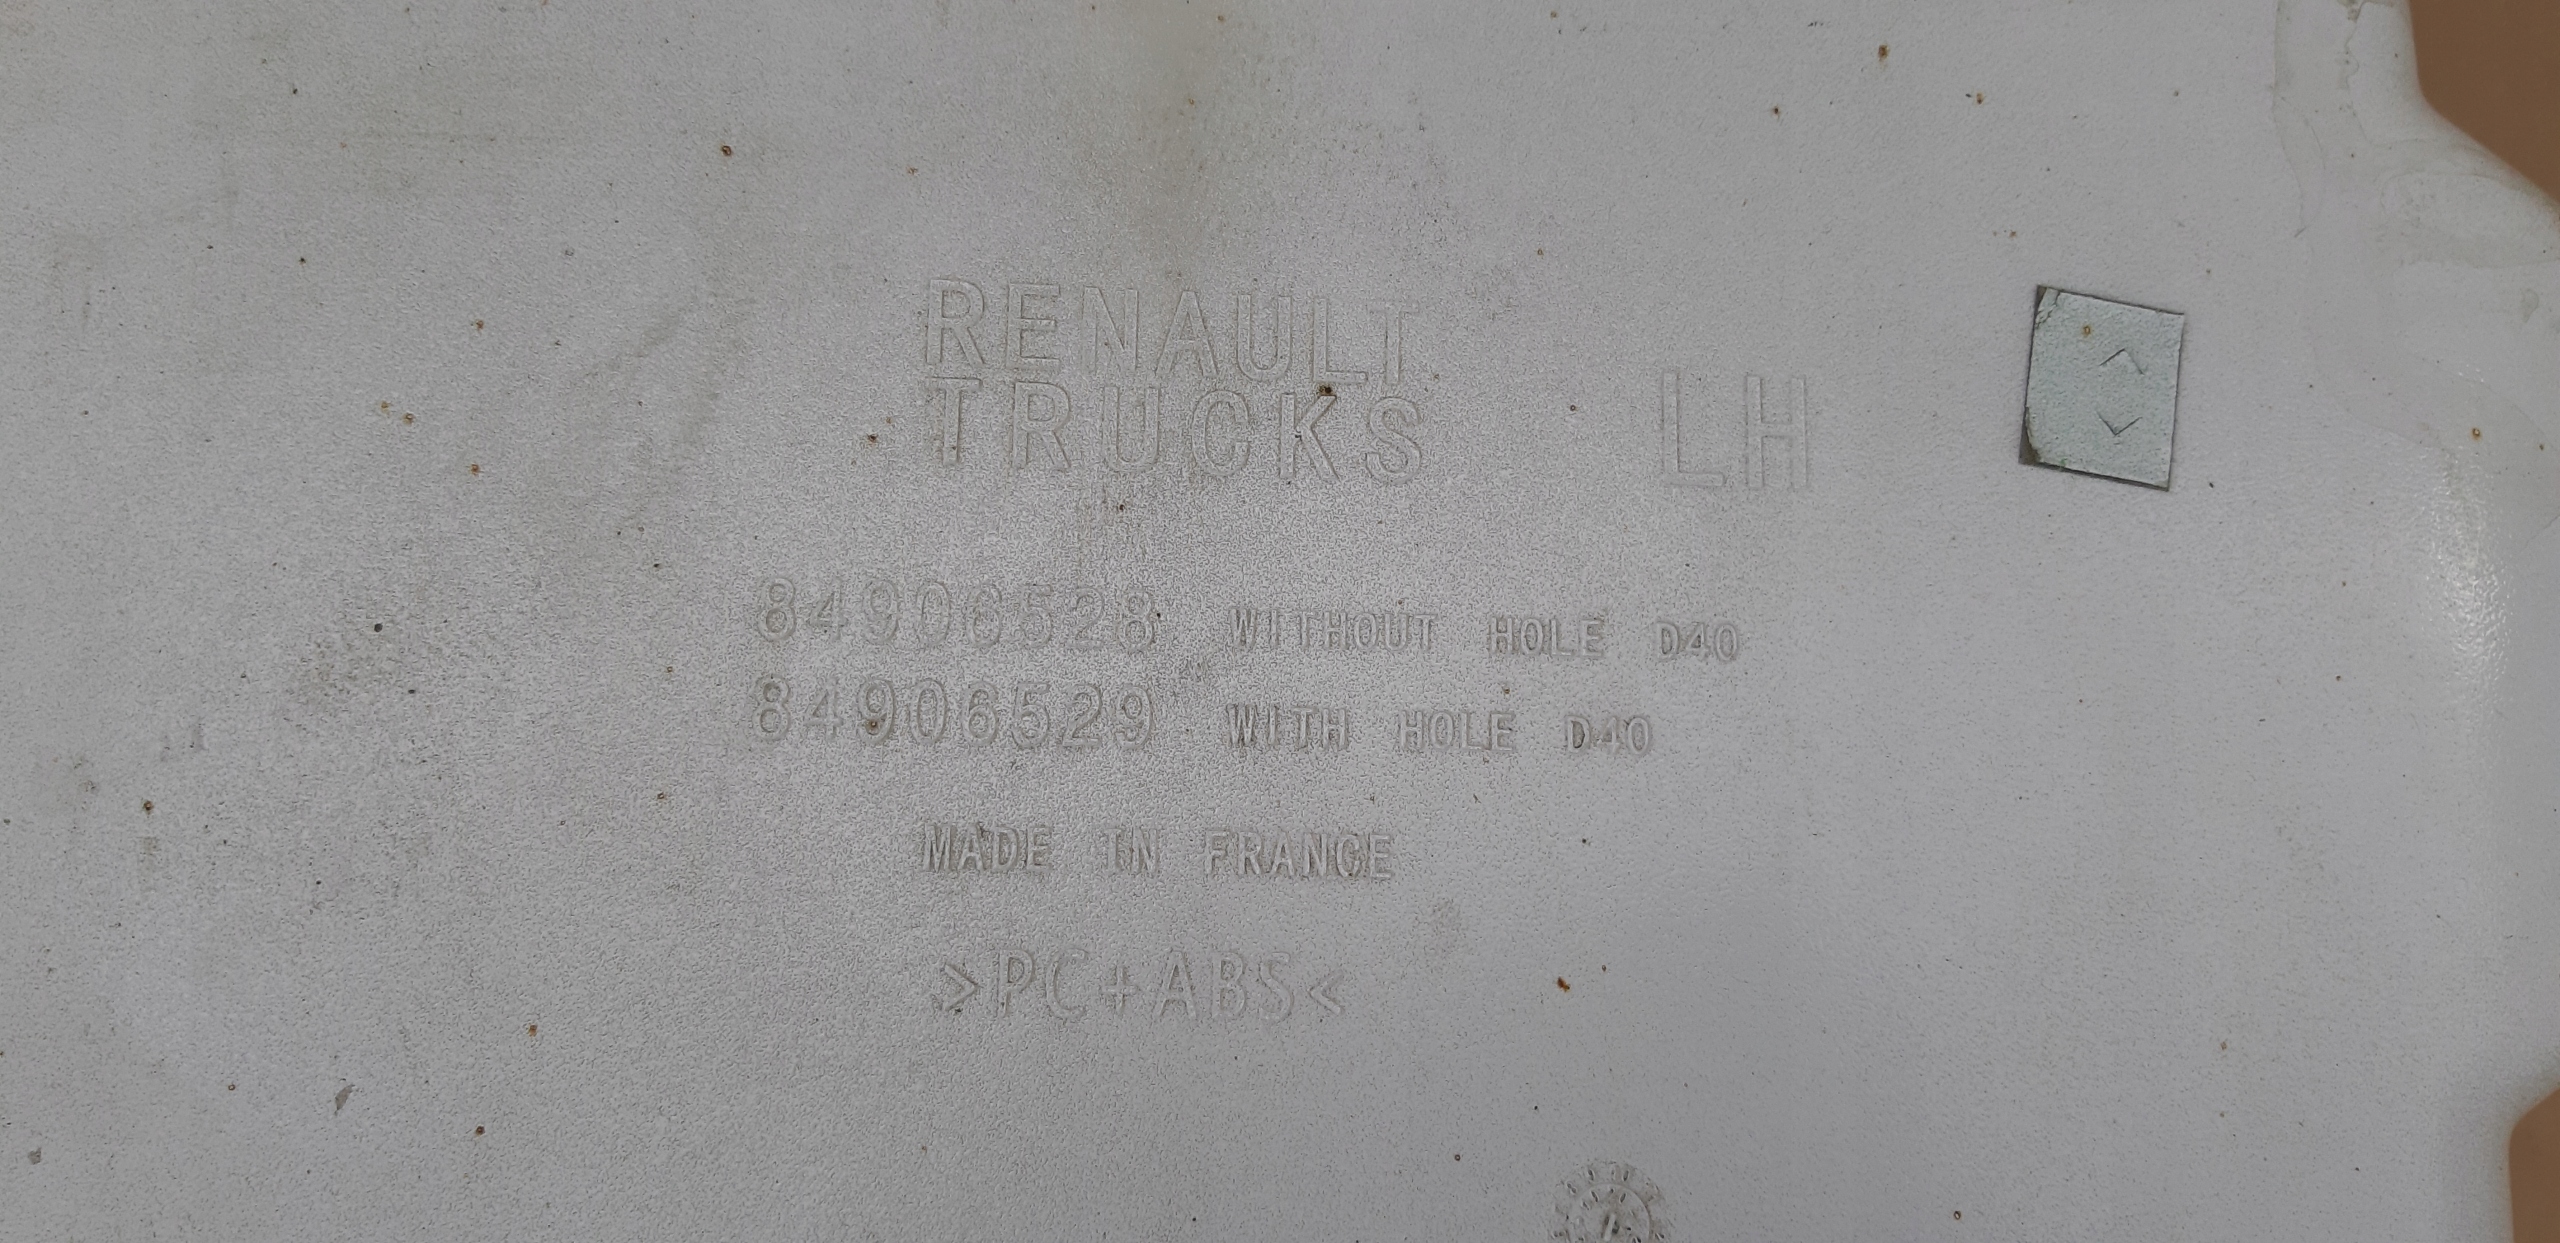 RENAULT
TRUCKS LH
84906528 WITHOUT HOLE D40
84906529 WITH HOLE D40
MADE IN FRANCE
>PC+ABS<